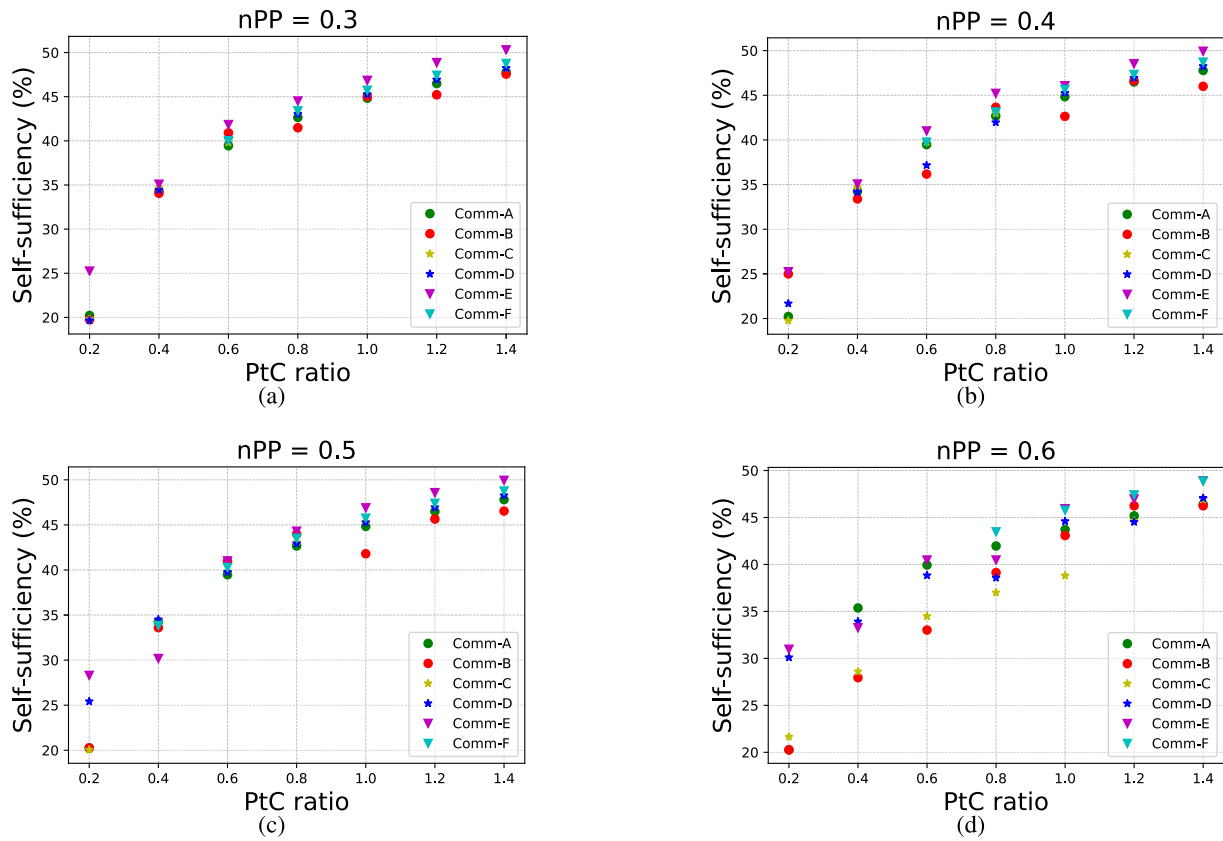 nPP = 0.3
Self-sufficiency (%)
50
45
40
35
30
25
20
Comm-A
Comm-B
Comm-C
Comm-D
Comm-E
Comm-F
0.2 0.4 0.6 0.8 1.0 1.2 1.4
PtC ratio
(a)
nPP = 0.4
Self-sufficiency (%)
50
45
40
35
30
25
20
Comm-A
Comm-B
Comm-C
Comm-D
Comm-E
Comm-F
0.2 0.4 0.6 0.8 1.0 1.2 1.4
PtC ratio
(b)
nPP = 0.5
Self-sufficiency (%)
50
45
40
35
30
25
20
Comm-A
Comm-B
Comm-C
Comm-D
Comm-E
Comm-F
0.2 0.4 0.6 0.8 1.0 1.2 1.4
PtC ratio
(c)
nPP = 0.6
Self-sufficiency (%)
50
45
40
35
30
25
20
Comm-A
Comm-B
Comm-C
Comm-D
Comm-E
Comm-F
0.2 0.4 0.6 0.8 1.0 1.2 1.4
PtC ratio
(d)